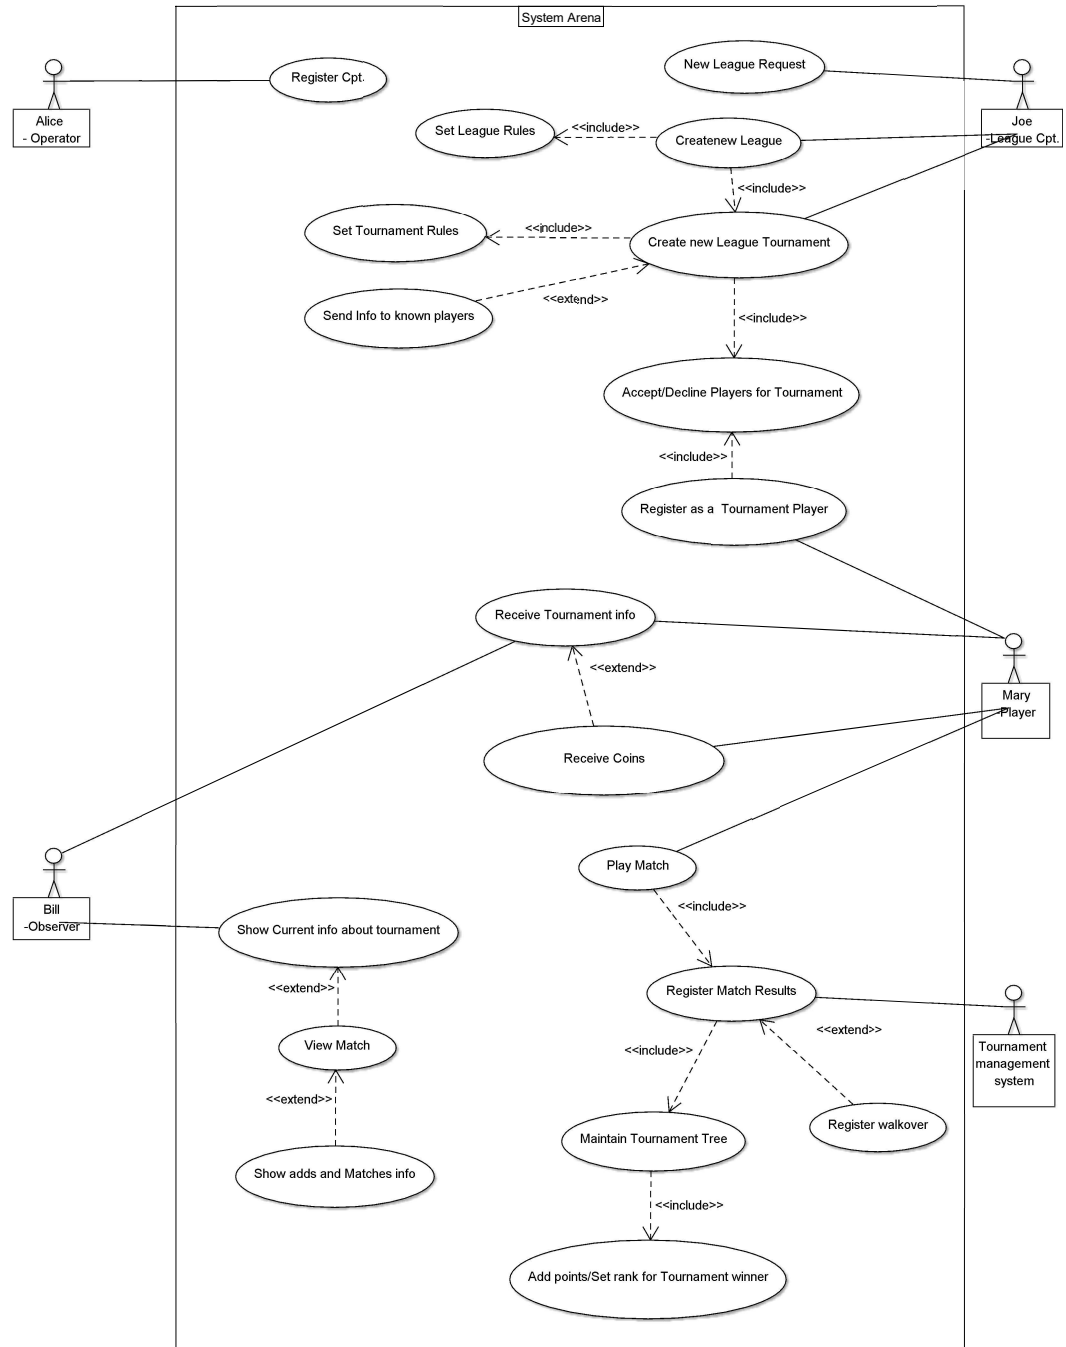 System Arena
New League Request
Register Cpt.
Alice
- Operator
Joe
-League Cpt.
Set League Rules
<<include>>
Createnew League
<<include>>
Set Tournament Rules
<<include>>
Create new League Tournament
Send Info to known players
<<extend>>
<<include>>
Accept/Decline Players for Tournament
<<include>>
Register as a Tournament Player
Receive Tournament info
<<extend>>
Mary
-Player
Receive Coins
Play Match
<<include>>
Bill
-Observer
Show Current info about tournament
<<extend>>
Register Match Results
<<extend>>
View Match
<<include>>
Tournament
management
system
<<extend>>
Register walkover
Maintain Tournament Tree
Show adds and Matches info
<<include>>
Add points/Set rank for Tournament winner